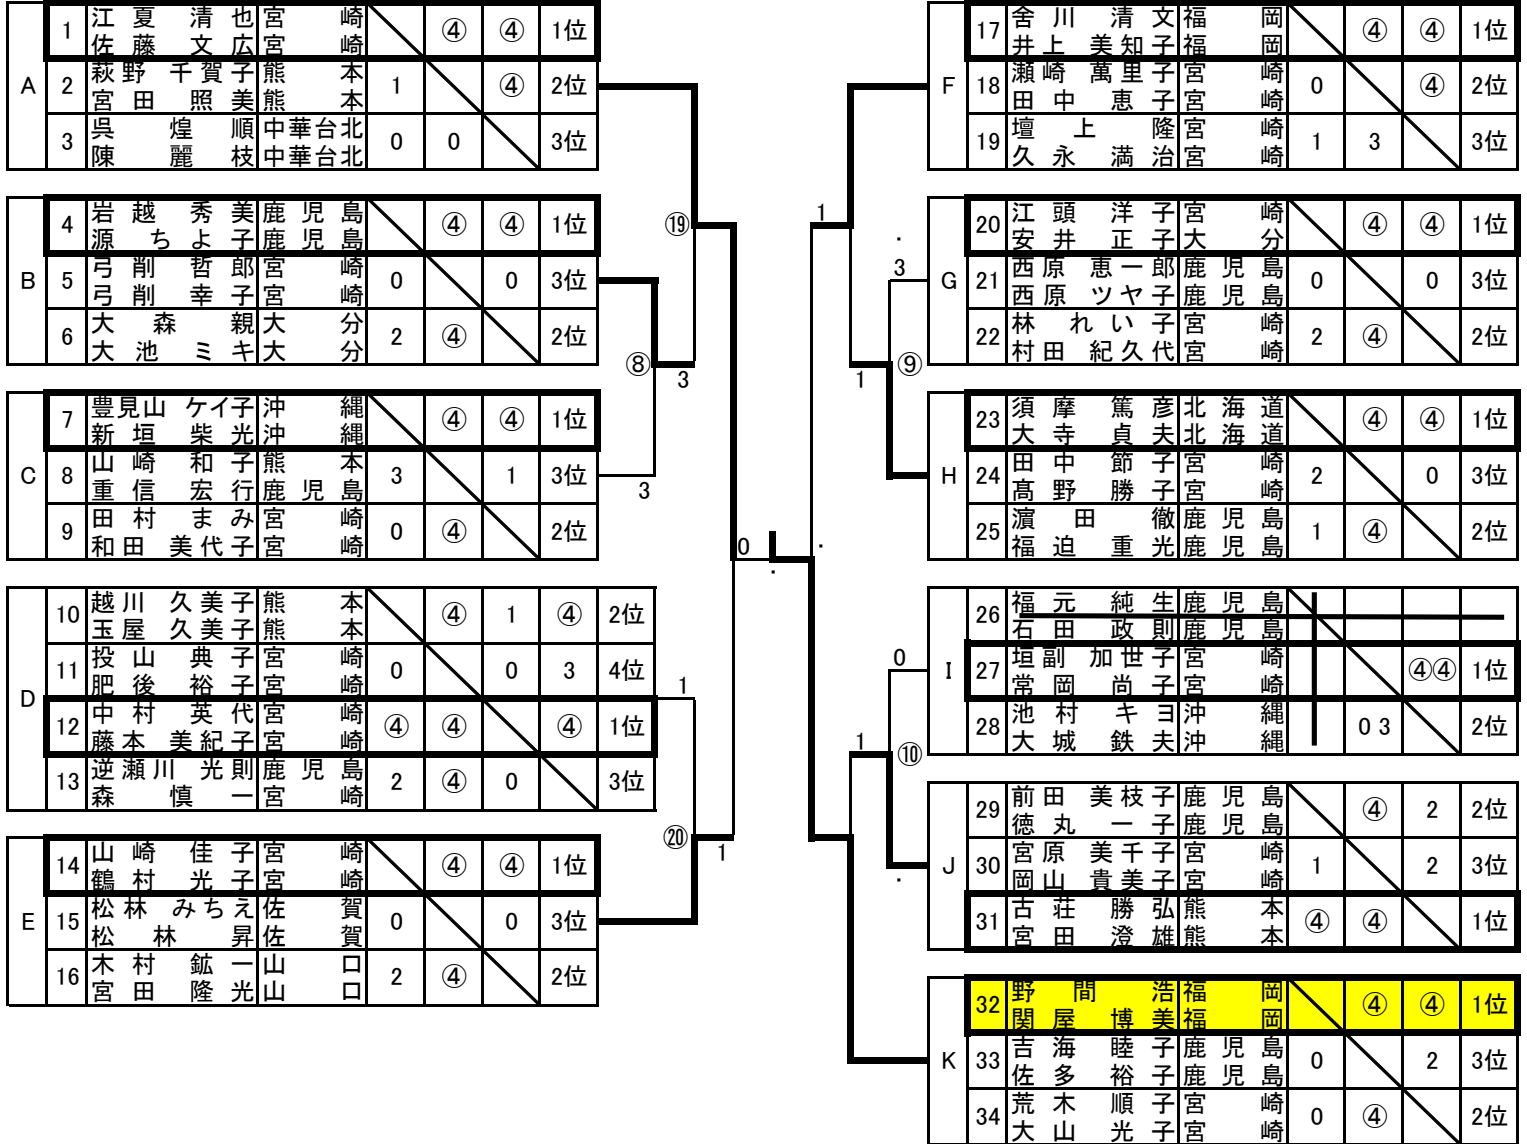 A
1 江夏 清也 宮崎 ④ ④ 1位
佐藤 文広 宮崎
2 萩野 千賀子 熊本 1 ④ 2位
宮田 照美 熊本
3 呉 煌順 中華台北 0 0 3位
陳 麗枝 中華台北
B
4 岩越 秀美 鹿児島 ④ ④ 1位
源 ちよ子 鹿児島
5 弓削 哲郎 宮崎 0 0 3位
弓削 幸子 宮崎
6 大森 親 大分 2 ④ 2位
大池 ミキ 大分
C
7 豊見山 ケイ子 沖縄 ④ ④ 1位
新垣 柴光 沖縄
8 山崎 和子 熊本 3 1 3位
重信 宏行 鹿児島
9 田村 まみ 宮崎 0 ④ 2位
和田 美代子 宮崎
D
10 越川 久美子 熊本 ④ 1 ④ 2位
玉屋 久美子 熊本
11 投山 典子 宮崎 0 0 3 4位
肥後 裕子 宮崎
12 中村 英代 宮崎 ④ ④ ④ 1位
藤本 美紀子 宮崎
13 逆瀬川 光則 鹿児島 2 ④ 0 3位
森 慎一 宮崎
E
14 山崎 佳子 宮崎 ④ ④ 1位
鶴村 光子 宮崎
15 松林 みちえ 佐賀 0 0 3位
松林 昇 佐賀
16 木村 鉱一 山口 2 ④ 2位
宮田 隆光 山口
⑲
⑧
3
3
1
⑳
1
0
1
3
1
⑨
0
1
⑩
F
17 舍川 清文 福岡 ④ ④ 1位
井上 美知子 福岡
18 瀬崎 萬里子 宮崎 0 ④ 2位
田中 恵子 宮崎
19 壇上 隆 宮崎 1 3 3位
久永 満治 宮崎
G
20 江頭 洋子 宮崎 ④ ④ 1位
安井 正子 大分
21 西原 恵一郎 鹿児島 0 0 3位
西原 ツヤ子 鹿児島
22 林 れい子 宮崎 2 ④ 2位
村田 紀久代 宮崎
H
23 須摩 篤彦 北海道 ④ ④ 1位
大寺 貞夫 北海道
24 田中 節子 宮崎 2 0 3位
髙野 勝子 宮崎
25 濵田 徹 鹿児島 1 ④ 2位
福迫 重光 鹿児島
I
26 福元 純生 鹿児島
石田 政則 鹿児島
27 垣副 加世子 宮崎 ④④ 1位
常岡 尚子 宮崎
28 池村 キヨ 沖縄 0 3 2位
大城 鉄夫 沖縄
J
29 前田 美枝子 鹿児島 ④ 2 2位
徳丸 一子 鹿児島
30 宮原 美千子 宮崎 1 2 3位
岡山 貴美子 宮崎
31 古荘 勝弘 熊本 ④ ④ 1位
宮田 澄雄 熊本
K
32 野間 浩 福岡 ④ ④ 1位
関屋 博美 福岡
33 吉海 睦子 鹿児島 0 2 3位
佐多 裕子 鹿児島
34 荒木 順子 宮崎 0 ④ 2位
大山 光子 宮崎